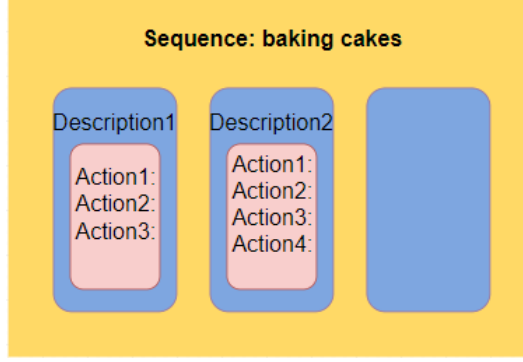 Sequence: baking cakes
Description1
Action1:
Action2:
Action3:
Description2
Action1:
Action2:
Action3:
Action4: